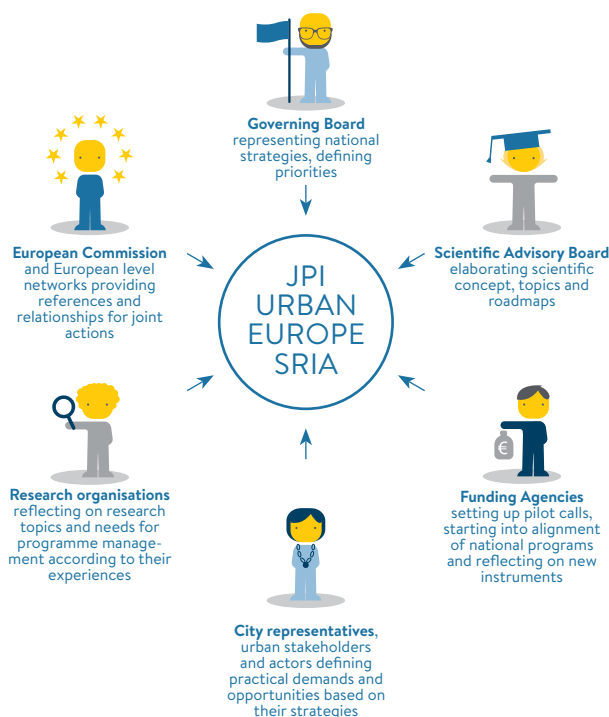 Governing Board
representing national
strategies, defining
priorities
European Commission
and European level
networks providing
references and
relationships for joint
actions
JPI
URBAN
EUROPE
SRIA
Scientific Advisory Board
elaborating scientific
concept, topics and
roadmaps
Research organisations
reflecting on research
topics and needs for
programme manage-
ment according to their
experiences
€
Funding Agencies
setting up pilot calls,
starting into alignment
of national programs
and reflecting on new
instruments
City representatives,
urban stakeholders
and actors defining
practical demands and
opportunities based on
their strategies